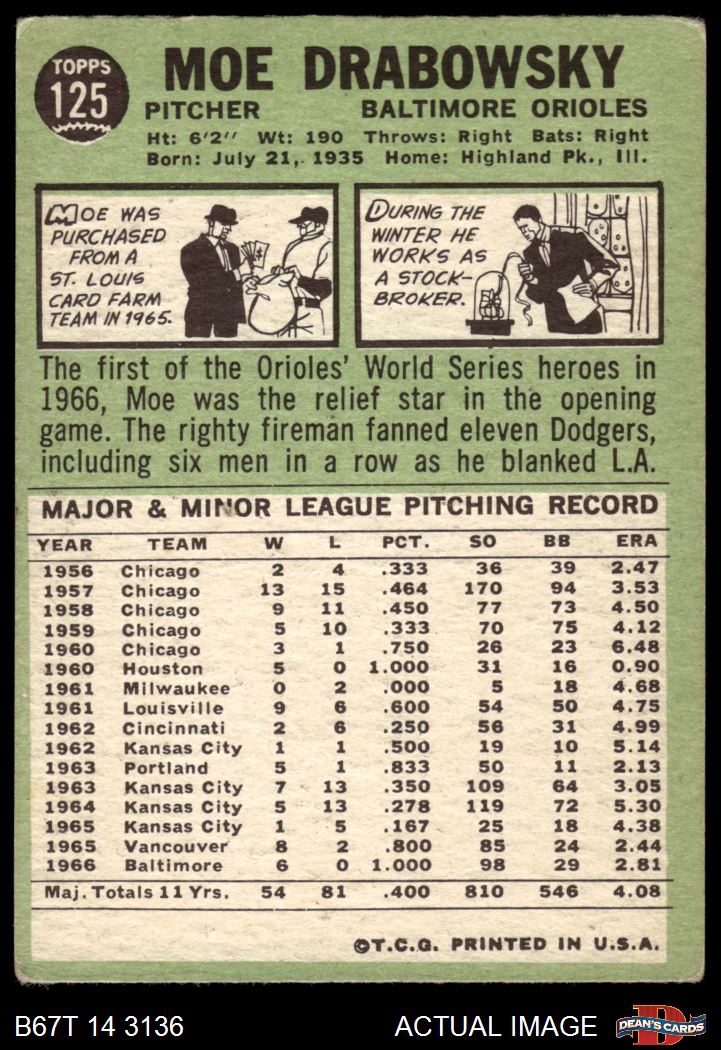 TOPPS
125
MOE DRABOWSKY
PITCHER BALTIMORE ORIOLES
Ht: 6'2" Wt: 190 Throws: Right Bats: Right
Born: July 21, 1935 Home: Highland Pk., Ill.
MOE WAS
PURCHASED
FROM A
ST. LOUIS
CARD FARM
TEAM IN 1965.
DURING THE
WINTER HE
WORKS AS
A STOCK-
BROKER.
The first of the Orioles' World Series heroes in
1966, Moe was the relief star in the opening
game. The righty fireman fanned eleven Dodgers,
including six men in a row as he blanked L.A.
MAJOR & MINOR LEAGUE PITCHING RECORD
YEAR TEAM W L PCT. SO BB ERA
1956 Chicago 2 4 .333 36 39 2.47
1957 Chicago 13 15 .464 170 94 3.53
1958 Chicago 9 11 .450 77 73 4.50
1959 Chicago 5 10 .333 70 75 4.12
1960 Chicago 3 1 .750 26 23 6.48
1960 Houston 5 0 1.000 31 16 0.90
1961 Milwaukee 0 2 .000 5 18 4.68
1961 Louisville 9 6 .600 54 50 4.75
1962 Cincinnati 2 6 .250 56 31 4.99
1962 Kansas City 1 1 .500 19 10 5.14
1963 Portland 5 1 .833 50 11 2.13
1963 Kansas City 7 13 .350 109 64 3.05
1964 Kansas City 5 13 .278 119 72 5.30
1965 Kansas City 1 5 .167 25 18 4.38
1965 Vancouver 8 2 .800 85 24 2.44
1966 Baltimore 6 0 1.000 98 29 2.81
Maj. Totals 11 Yrs. 54 81 .400 810 546 4.08
©T.C.G. PRINTED IN U.S.A.
B67T 14 3136 ACTUAL IMAGE
D
DEAN'S CARDS